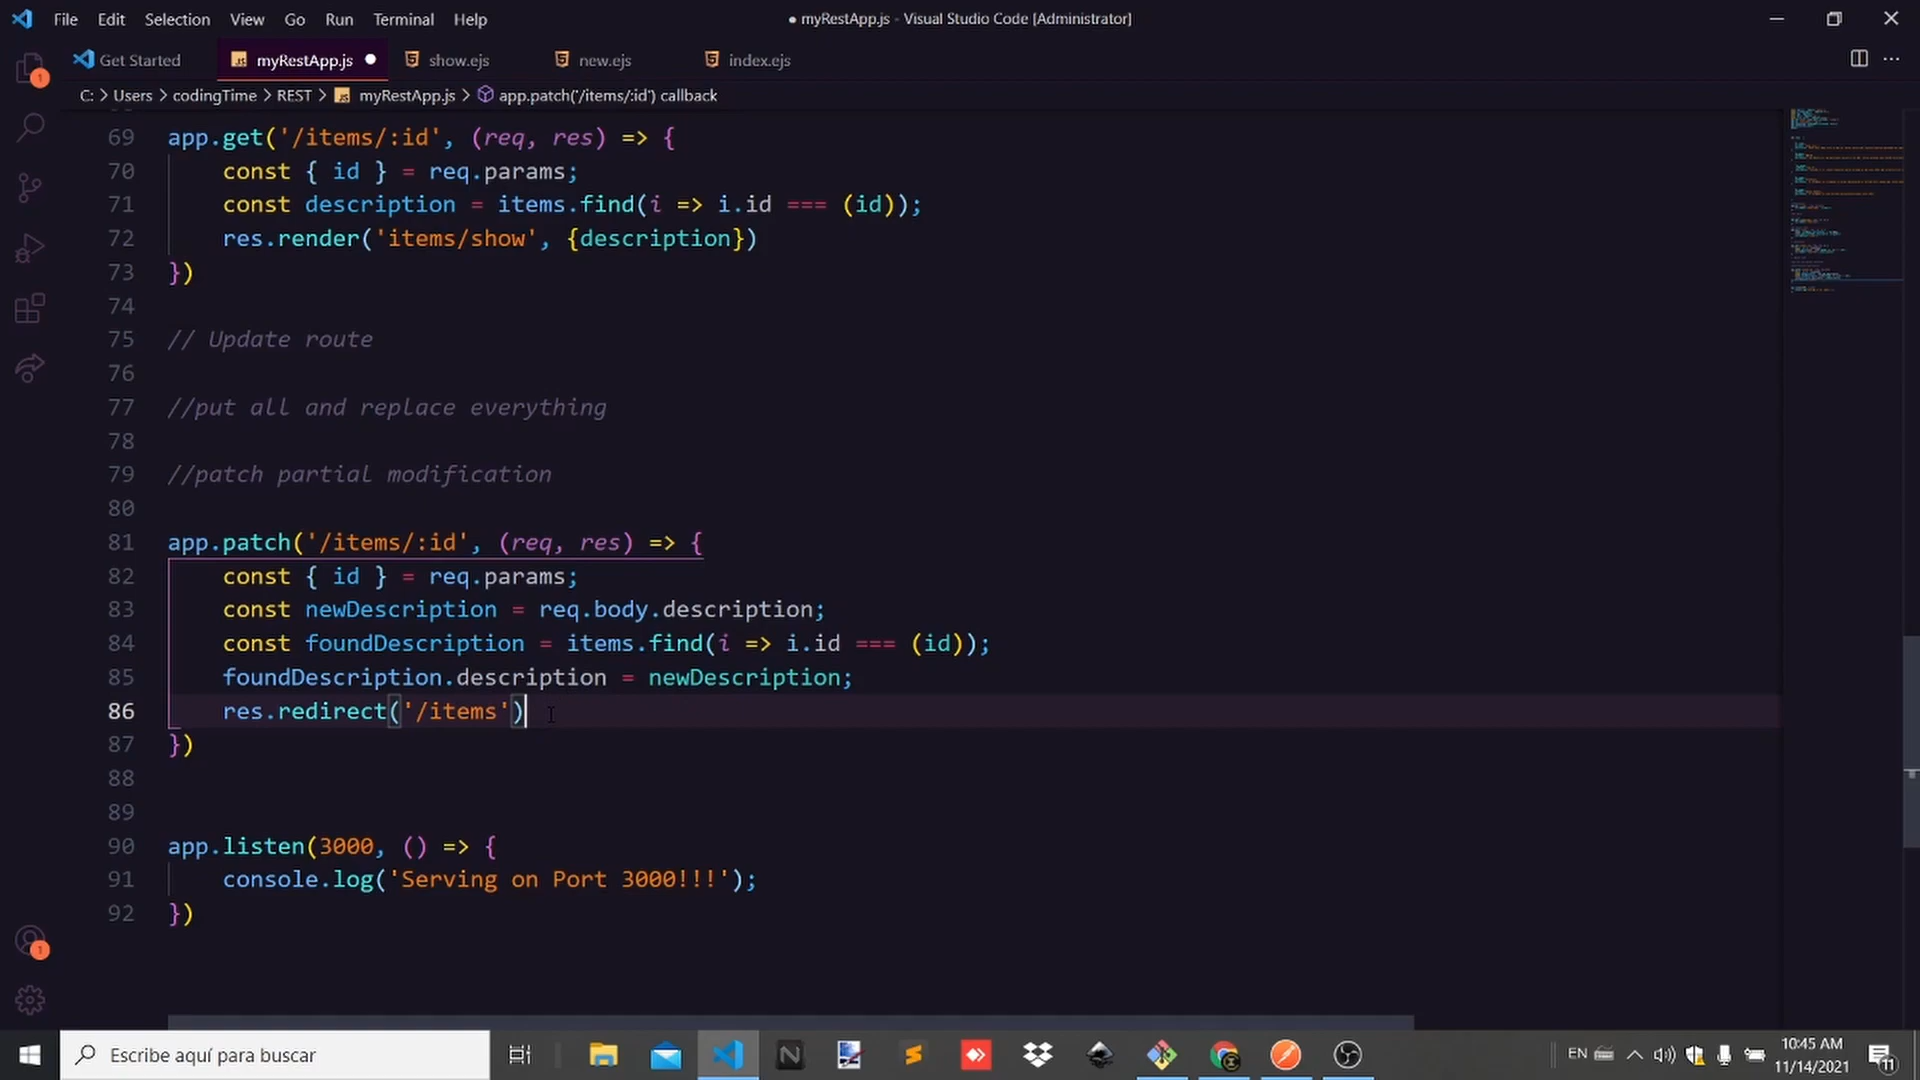 File Edit Selection View Go Run Terminal Help
● myRestApp.js - Visual Studio Code [Administrator]
Get Started
myRestApp.js
show.ejs
new.ejs
index.ejs
C: > Users > codingTime > REST > myRestApp.js > app.patch('/items/:id') callback
69 app.get('/items/:id', (req, res) => {
70 const { id } = req.params;
71 const description = items.find(i => i.id === (id));
72 res.render('items/show', {description})
73 })
74
75 // Update route
76
77 //put all and replace everything
78
79 //patch partial modification
80
81 app.patch('/items/:id', (req, res) => {
82 const { id } = req.params;
83 const newDescription = req.body.description;
84 const foundDescription = items.find(i => i.id === (id));
85 foundDescription.description = newDescription;
86 res.redirect('/items')
87 })
88
89
90 app.listen(3000, () => {
91 console.log('Serving on Port 3000!!!');
92 })
1
1
Escribe aquí para buscar
EN
10:45 AM
11/14/2021
11